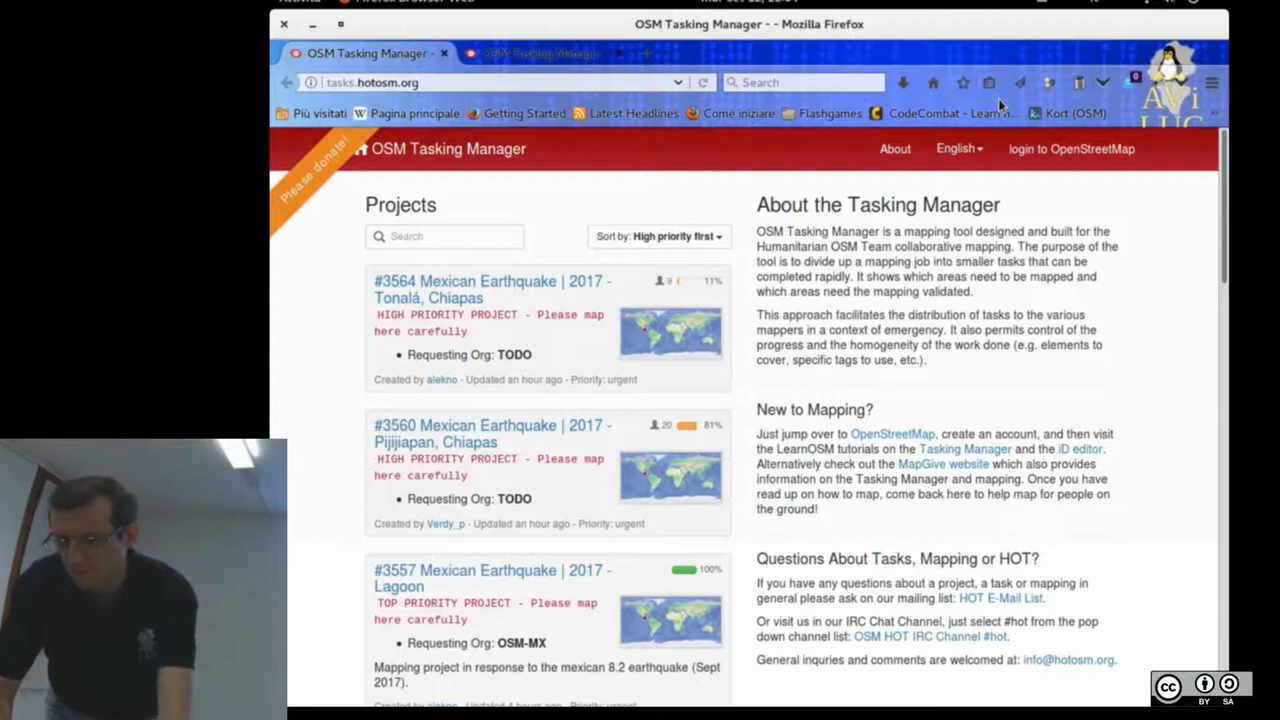 OSM Tasking Manager - - Mozilla Firefox
OSM Tasking Manager -
OSM Tasking Manage
tasks.hotosm.org
Search
0
Più visitati
Pagina principale
Getting Started
Latest Headlines
Come iniziare
Flashgames
CodeCombat - Learn h...
Kort (OSM)
AVi
LUG
Please donate!
OSM Tasking Manager
About
English
login to OpenStreetMap
Projects
Search
Sort by: High priority first
#3564 Mexican Earthquake | 2017 -
Tonalá, Chiapas
9
11%
HIGH PRIORITY PROJECT - Please map
here carefully
• Requesting Org: TODO
Created by alekno - Updated an hour ago - Priority: urgent
#3560 Mexican Earthquake | 2017 -
Pijijiapan, Chiapas
20
81%
HIGH PRIORITY PROJECT - Please map
here carefully
• Requesting Org: TODO
Created by Verdy_p - Updated an hour ago - Priority: urgent
#3557 Mexican Earthquake | 2017 -
Lagoon
100%
TOP PRIORITY PROJECT - Please map
here carefully
• Requesting Org: OSM-MX
Mapping project in response to the mexican 8.2 earthquake (Sept
2017).
About the Tasking Manager
OSM Tasking Manager is a mapping tool designed and built for the
Humanitarian OSM Team collaborative mapping. The purpose of the
tool is to divide up a mapping job into smaller tasks that can be
completed rapidly. It shows which areas need to be mapped and
which areas need the mapping validated.
This approach facilitates the distribution of tasks to the various
mappers in a context of emergency. It also permits control of the
progress and the homogeneity of the work done (e.g. elements to
cover, specific tags to use, etc.).
New to Mapping?
Just jump over to OpenStreetMap, create an account, and then visit
the LearnOSM tutorials on the Tasking Manager and the iD editor.
Alternatively check out the MapGive website which also provides
information on the Tasking Manager and mapping. Once you have
read up on how to map, come back here to help map for people on
the ground!
Questions About Tasks, Mapping or HOT?
If you have any questions about a project, a task or mapping in
general please ask on our mailing list: HOT E-Mail List.
Or visit us in our IRC Chat Channel, just select #hot from the pop
down channel list: OSM HOT IRC Channel #hot.
General inquries and comments are welcomed at: info@hotosm.org.
cc
BY SA